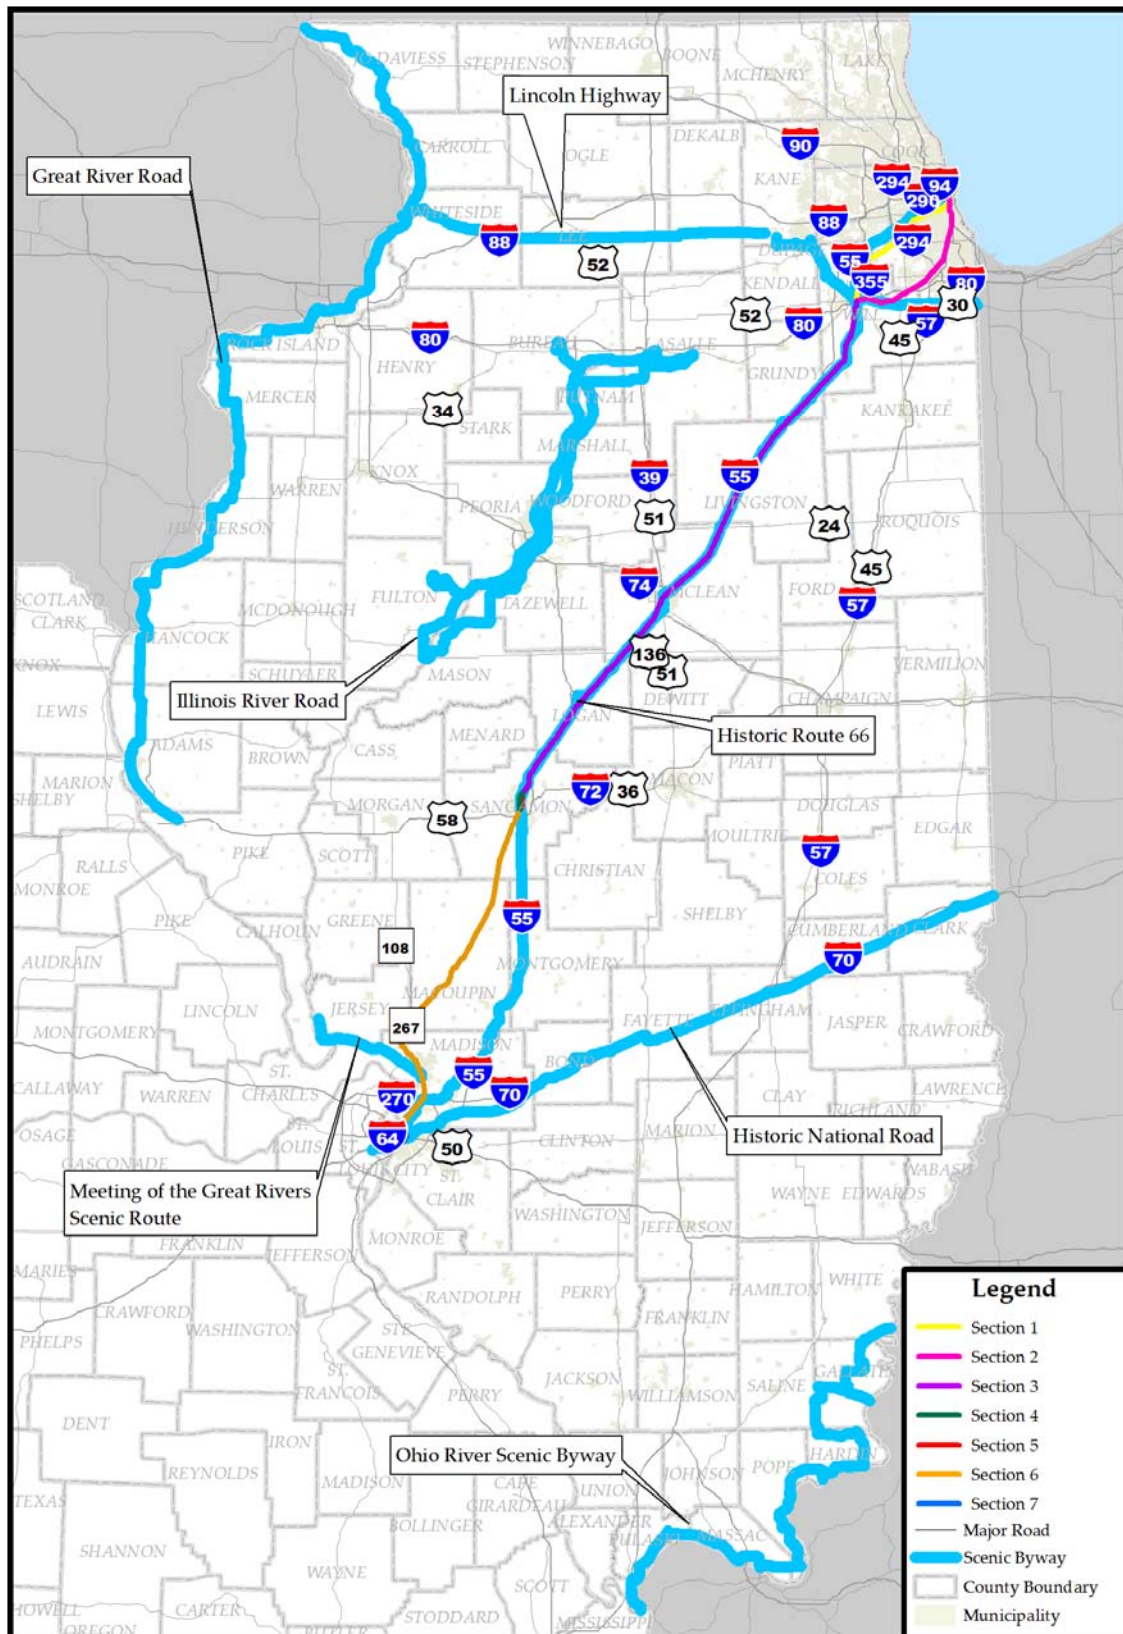 WINNEBAGO
BOONE
LAKE
JO DAVIESS
STEPHENSON
MCHENRY
Lincoln Highway
CARROLL
OGLE
DEKALB
90
COOK
Great River Road
KANE
294
94
290
WHITESIDE
LEE
88
88
DUPAGE
294
55
52
355
80
KENDALL
30
52
80
WILL
57
45
ROCK ISLAND
80
BUREAU
LASALLE
HENRY
GRUNDY
MERCER
PUTNAM
KANKAKEE
34
STARK
MARSHALL
KNOX
39
55
WARREN
PEORIA
WOODFORD
LIVINGSTON
51
24
HENDERSON
45
74
FORD
57
SCOTLAND
CLARK
MCDONOUGH
FULTON
TAZEWELL
MCLEAN
HANCOCK
KNOX
136
51
SCHUYLER
MASON
VERMILION
Illinois River Road
DEWITT
CHAMPAIGN
LEWIS
LOGAN
Historic Route 66
ADAMS
MENARD
CASS
BROWN
PIATT
MARION
SHELBY
72
36
MACON
MORGAN
SANGAMON
DOUGLAS
58
MOULTRIE
EDGAR
RALLS
PIKE
SCOTT
57
CHRISTIAN
COLES
MONROE
PIKE
GREENE
55
SHELBY
CALHOUN
CUMBERLAND
CLARK
108
AUDRAIN
MONTGOMERY
70
LINCOLN
JERSEY
MACOUPIN
EFFINGHAM
FAYETTE
JASPER
CRAWFORD
MONTGOMERY
267
MADISON
BOND
ST.
CHARLES
CALLAWAY
WARREN
55
70
270
CLAY
LAWRENCE
RICHLAND
OSAGE
ST.
LOUIS
ST.
LOUIS CITY
64
50
CLINTON
MARION
Historic National Road
GASCONADE
ST.
CLAIR
WABASH
Meeting of the Great Rivers
Scenic Route
WAYNE
EDWARDS
WASHINGTON
JEFFERSON
FRANKLIN
JEFFERSON
MONROE
MARIES
RANDOLPH
PERRY
HAMILTON
WHITE
CRAWFORD
FRANKLIN
PHELPS
WASHINGTON
STE.
GENEVIEVE
ST.
FRANCOIS
JACKSON
WILLIAMSON
SALINE
GALLATIN
PERRY
DENT
IRON
Ohio River Scenic Byway
HARDIN
REYNOLDS
MADISON
CAPE
GIRARDEAU
UNION
JOHNSON
POPE
TEXAS
BOLLINGER
ALEXANDER
PULASKI
MASSAC
SHANNON
WAYNE
SCOTT
HOWELL
CARTER
STODDARD
MISSISSIPPI
OREGON
BUTLER
Legend
Section 1
Section 2
Section 3
Section 4
Section 5
Section 6
Section 7
Major Road
Scenic Byway
County Boundary
Municipality